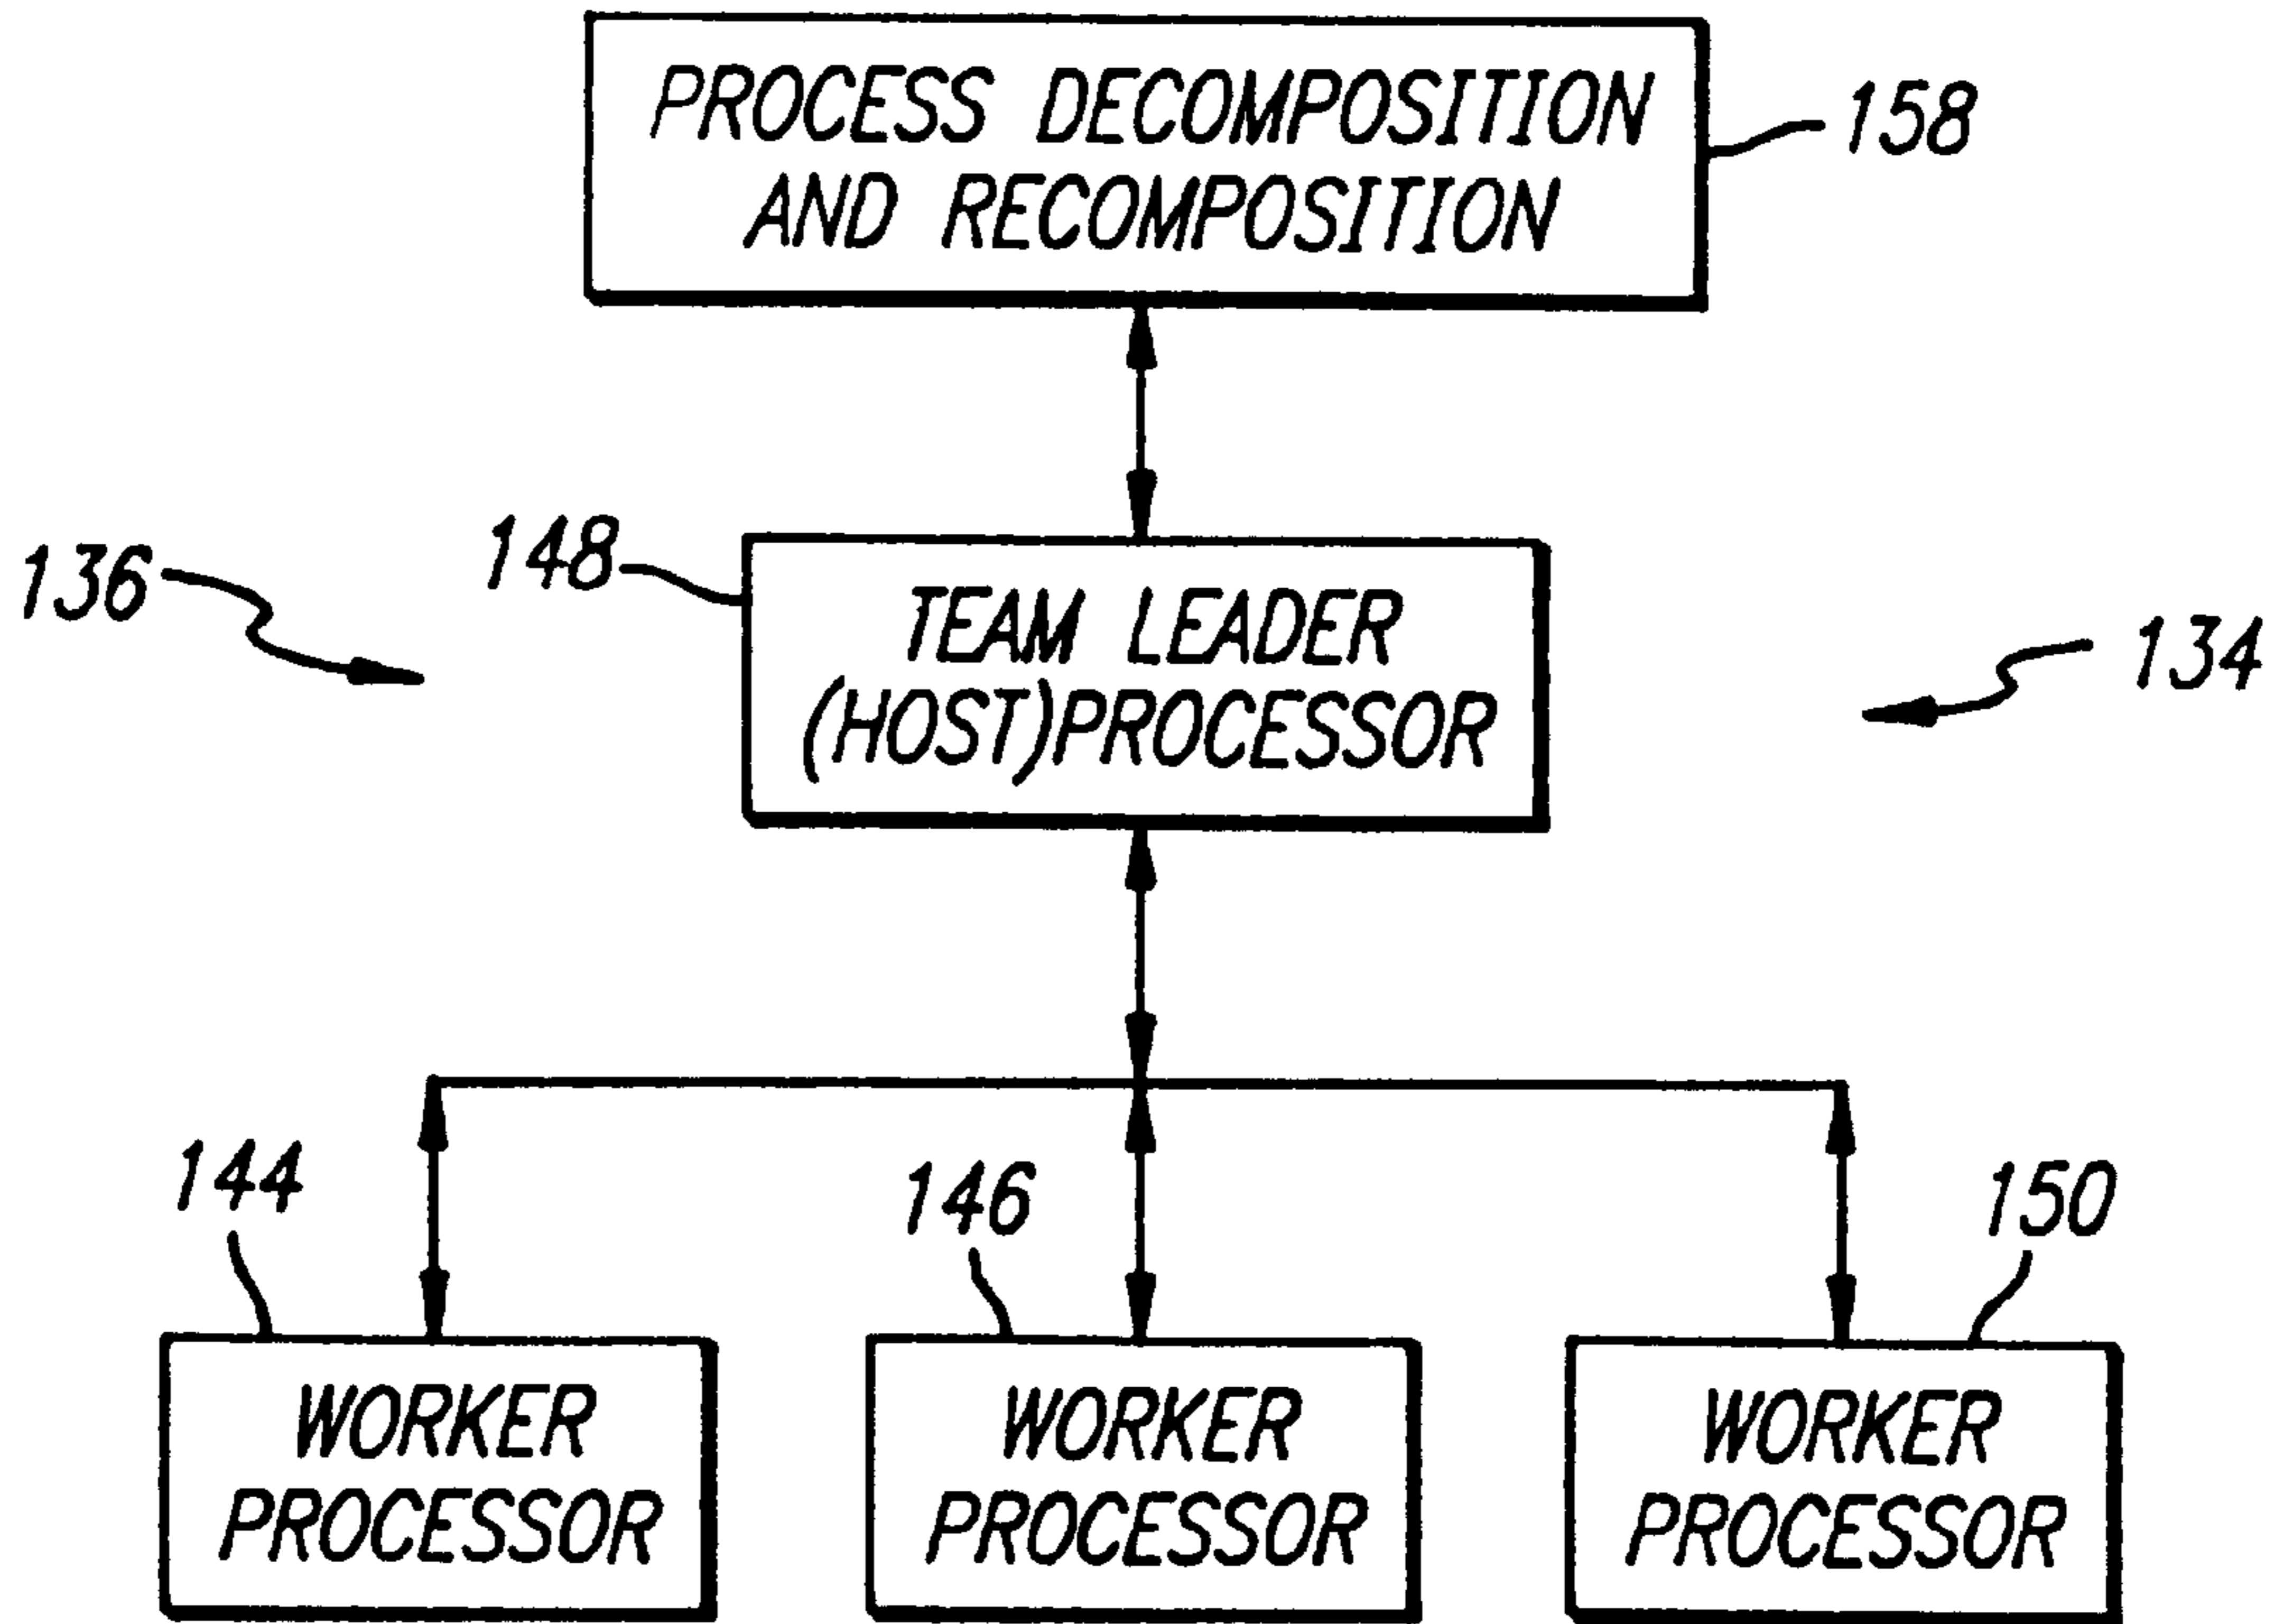 PROCESS DECOMPOSITION
AND RECOMPOSITION
158
136
148
TEAM LEADER
(HOST)PROCESSOR
134
144
146
150
WORKER
PROCESSOR
WORKER
PROCESSOR
WORKER
PROCESSOR